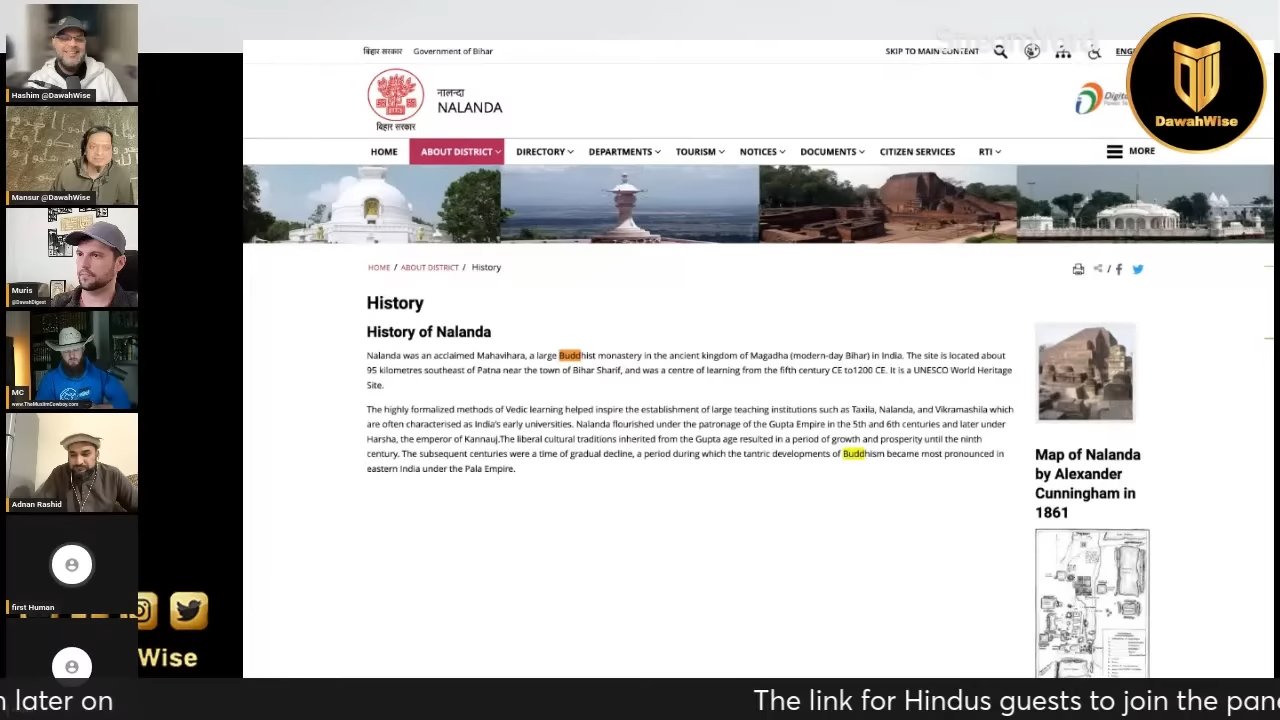 Hashim @DawahWise
Mansur @DawahWise
Muris
@DawahDigest
MC
www.TheMuslimCowboy.com
Adnan Rashid
first Human
Wise
बिहार सरकार Government of Bihar
SKIP TO MAIN CONTENT
नालन्दा
NALANDA
बिहार सरकार
DawahWise
HOME ABOUT DISTRICT DIRECTORY DEPARTMENTS TOURISM NOTICES DOCUMENTS CITIZEN SERVICES RTI MORE
HOME / ABOUT DISTRICT / History
History
History of Nalanda
Nalanda was an acclaimed Mahavihara, a large Buddhist monastery in the ancient kingdom of Magadha (modern-day Bihar) in India. The site is located about
95 kilometres southeast of Patna near the town of Bihar Sharif, and was a centre of learning from the fifth century CE to1200 CE. It is a UNESCO World Heritage
Site.
The highly formalized methods of Vedic learning helped inspire the establishment of large teaching institutions such as Taxila, Nalanda, and Vikramashila which
are often characterised as India's early universities. Nalanda flourished under the patronage of the Gupta Empire in the 5th and 6th centuries and later under
Harsha, the emperor of Kannauj.The liberal cultural traditions inherited from the Gupta age resulted in a period of growth and prosperity until the ninth
century. The subsequent centuries were a time of gradual decline, a period during which the tantric developments of Buddhism became most pronounced in
eastern India under the Pala Empire.
Map of Nalanda
by Alexander
Cunningham in
1861
later on
The link for Hindus guests to join the